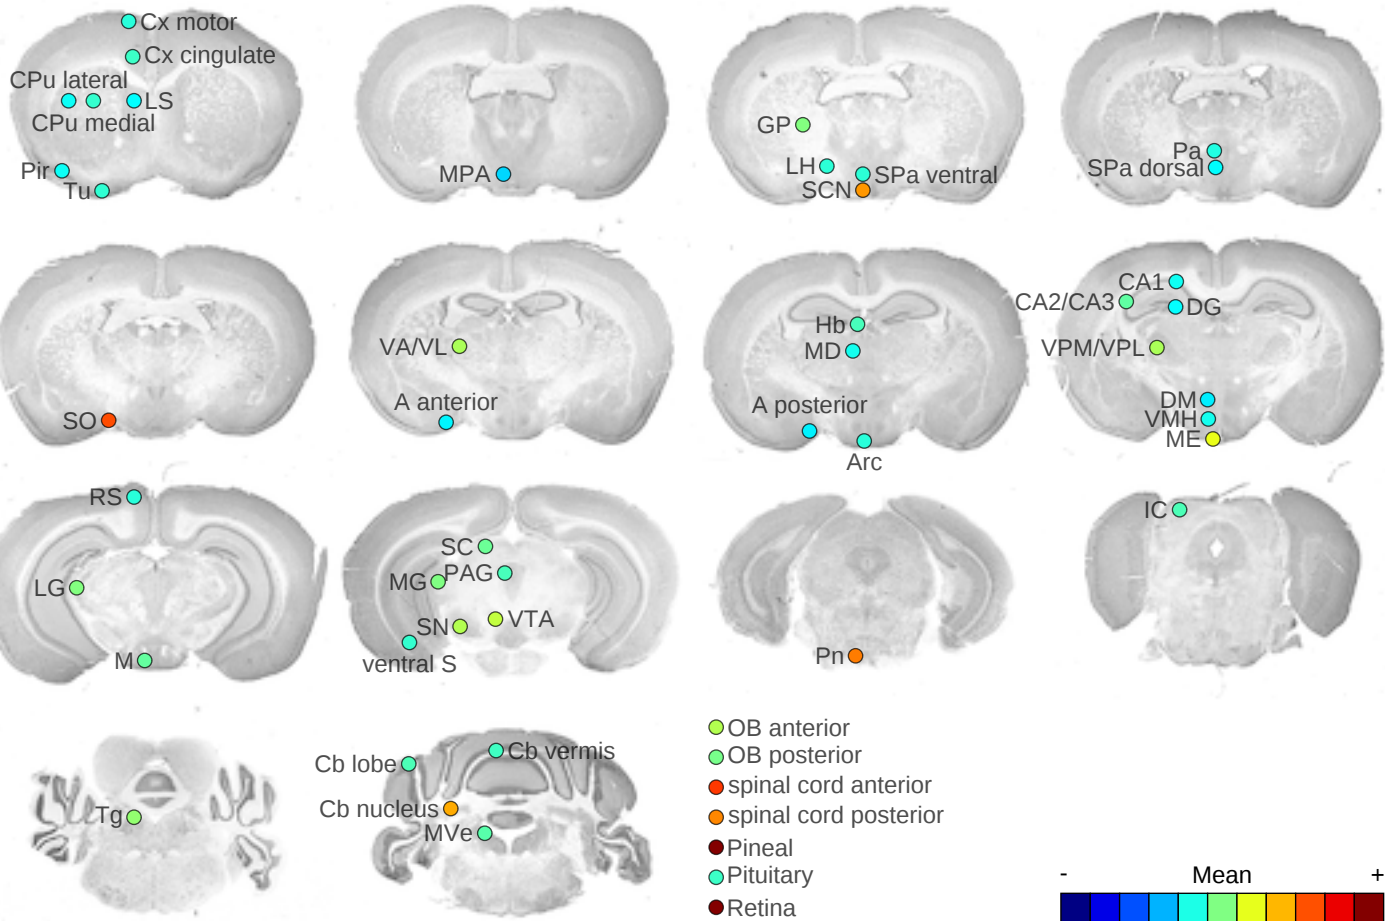 Cx motor
Cx cingulate
CPu lateral
LS
CPu medial
Pir
Tu
MPA
GP
LH
SPa ventral
SCN
Pa
SPa dorsal
SO
VA/VL
A anterior
Hb
MD
A posterior
Arc
CA1
CA2/CA3
DG
VPM/VPL
DM
VMH
ME
RS
LG
M
SC
MG
PAG
SN
VTA
ventral S
Pn
IC
Tg
Cb lobe
Cb vermis
Cb nucleus
MVe
OB anterior
OB posterior
spinal cord anterior
spinal cord posterior
Pineal
Pituitary
Retina
- Mean +